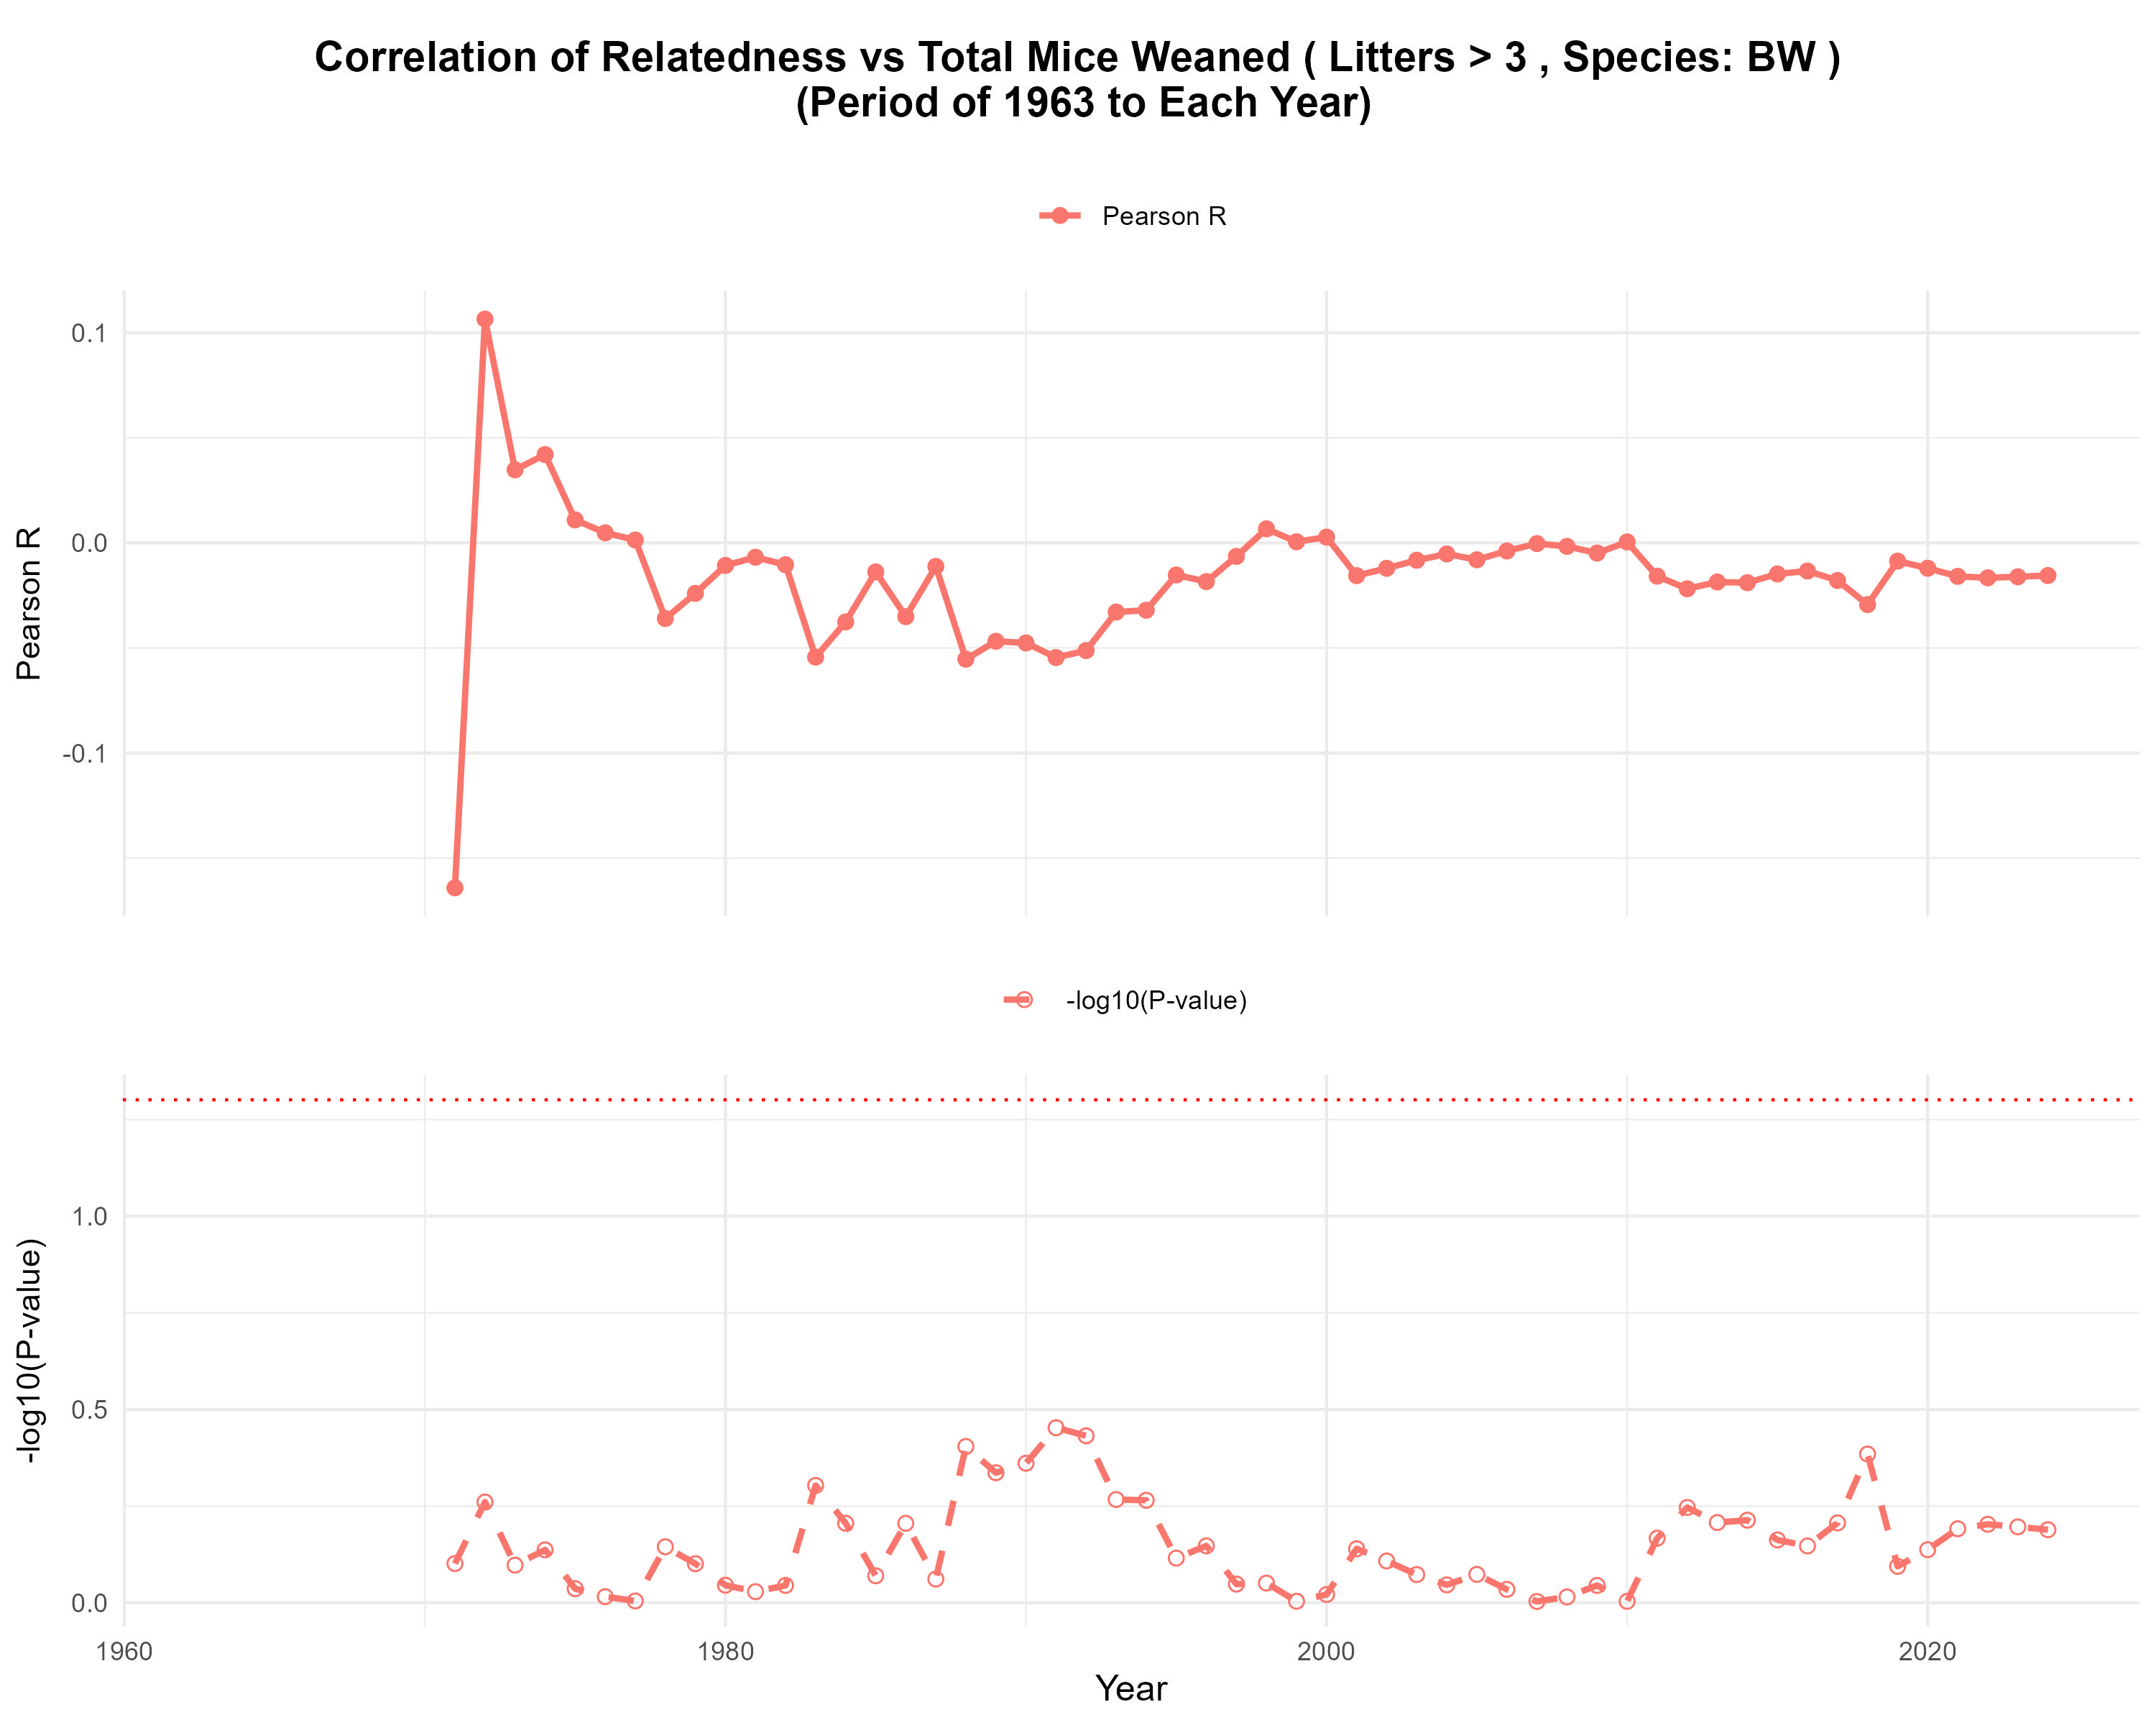 Correlation of Relatedness vs Total Mice Weaned ( Litters > 3 , Species: BW )
(Period of 1963 to Each Year)
Pearson R
Pearson R
0.1
0.0
-0.1
-log10(P-value)
-log10(P-value)
1.0
0.5
0.0
1960
1980
2000
2020
Year